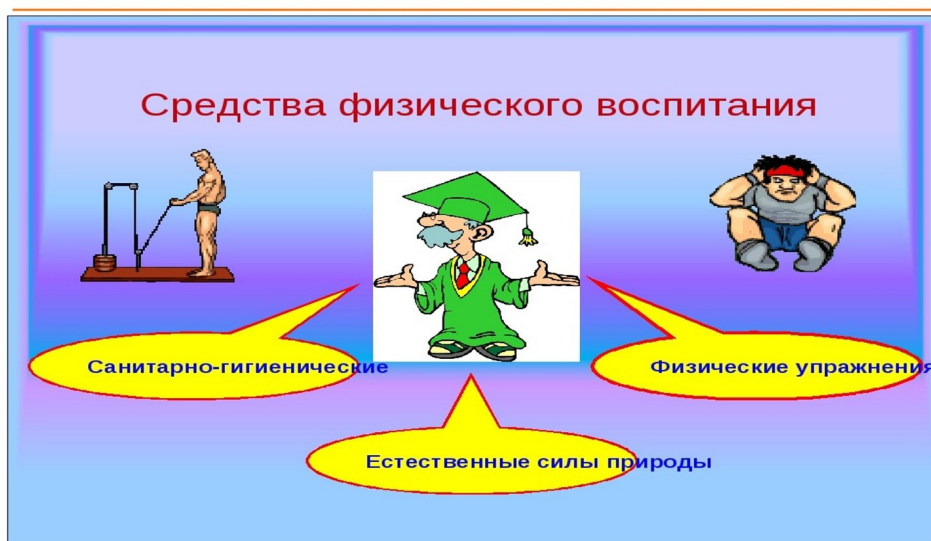 Средства физического воспитания
Санитарно-гигиенические
Физические упражнения
Естественные силы природы